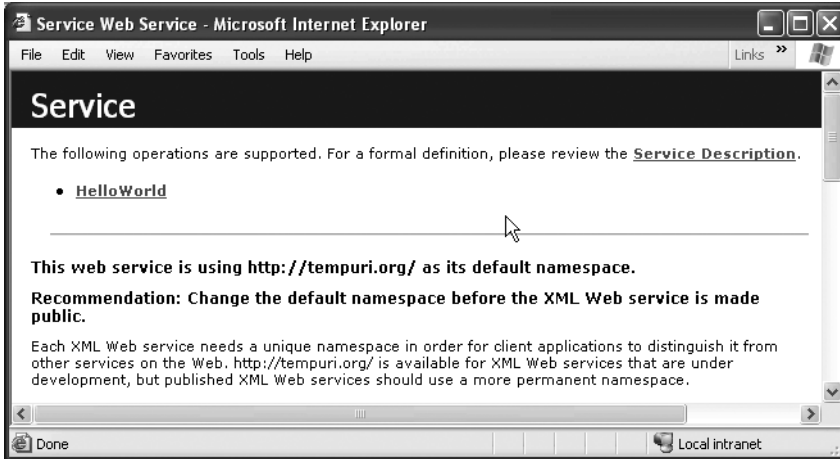 Service Web Service - Microsoft Internet Explorer
File Edit View Favorites Tools Help Links »
Service
The following operations are supported. For a formal definition, please review the Service Description.
• HelloWorld
This web service is using http://tempuri.org/ as its default namespace.
Recommendation: Change the default namespace before the XML Web service is made
public.
Each XML Web service needs a unique namespace in order for client applications to distinguish it from
other services on the Web. http://tempuri.org/ is available for XML Web services that are under
development, but published XML Web services should use a more permanent namespace.
Done Local intranet